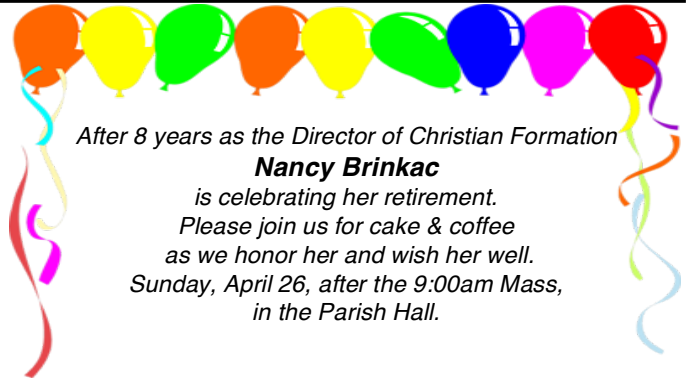 After 8 years as the Director of Christian Formation
Nancy Brinkac
is celebrating her retirement.
Please join us for cake & coffee
as we honor her and wish her well.
Sunday, April 26, after the 9:00am Mass,
in the Parish Hall.